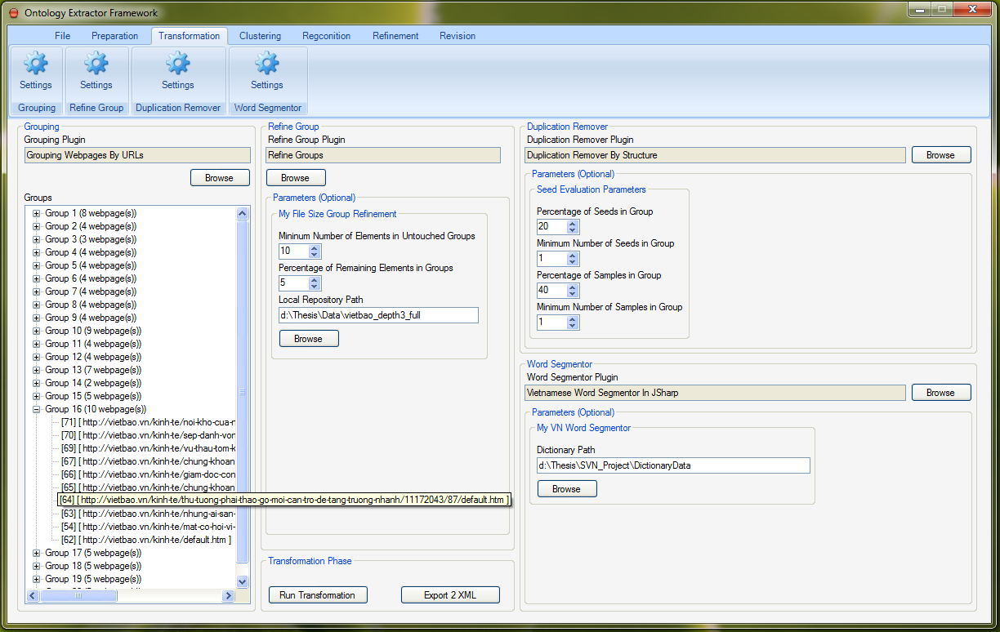 Ontology Extractor Framework
File Preparation Transformation Clustering Regconition Refinement Revision
Settings Settings Settings Settings
Grouping Refine Group Duplication Remover Word Segmentor
Grouping
Grouping Plugin
Grouping Webpages By URLs
Browse
Groups
Group 1 (8 webpage(s))
Group 2 (4 webpage(s))
Group 3 (3 webpage(s))
Group 4 (4 webpage(s))
Group 5 (4 webpage(s))
Group 6 (4 webpage(s))
Group 7 (4 webpage(s))
Group 8 (4 webpage(s))
Group 9 (4 webpage(s))
Group 10 (9 webpage(s))
Group 11 (4 webpage(s))
Group 12 (4 webpage(s))
Group 13 (7 webpage(s))
Group 14 (2 webpage(s))
Group 15 (5 webpage(s))
Group 16 (10 webpage(s))
[71] [ http://vietbao.vn/kinh-te/noi-kho-cua-n
[70] [ http://vietbao.vn/kinh-te/sep-danh-von
[69] [ http://vietbao.vn/kinh-te/vu-thau-tom-k
[67] [ http://vietbao.vn/kinh-te/chung-khoan
[66] [ http://vietbao.vn/kinh-te/giam-doc-con
[65] [ http://vietbao.vn/kinh-te/chung-khoan
[64] [ http://vietbao.vn/kinh-te/thu-tuong-phai-thao-go-moi-can-tro-de-tang-truong-nhanh/11172043/87/default.htm ]
[63] [ http://vietbao.vn/kinh-te/nhung-ai-san-
[54] [ http://vietbao.vn/kinh-te/mat-co-hoi-vi-
[62] [ http://vietbao.vn/kinh-te/default.htm ]
Group 17 (5 webpage(s))
Group 18 (5 webpage(s))
Group 19 (5 webpage(s))
Refine Group
Refine Group Plugin
Refine Groups
Browse
Parameters (Optional)
My File Size Group Refinement
Mininum Number of Elements in Untouched Groups
10
Percentage of Remaining Elements in Groups
5
Local Repository Path
d:\Thesis\Data\vietbao_depth3_full
Browse
Transformation Phase
Run Transformation Export 2 XML
Duplication Remover
Duplication Remover Plugin
Duplication Remover By Structure Browse
Parameters (Optional)
Seed Evaluation Parameters
Percentage of Seeds in Group
20
Minimum Number of Seeds in Group
1
Percentage of Samples in Group
40
Minimum Number of Samples in Group
1
Word Segmentor
Word Segmentor Plugin
Vietnamese Word Segmentor In JSharp Browse
Parameters (Optional)
My VN Word Segmentor
Dictionary Path
d:\Thesis\SVN_Project\DictionaryData
Browse